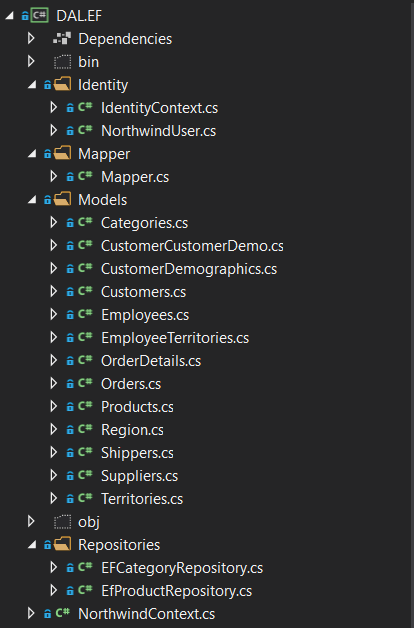 C# DAL.EF
Dependencies
bin
Identity
C# IdentityContext.cs
C# NorthwindUser.cs
Mapper
C# Mapper.cs
Models
C# Categories.cs
C# CustomerCustomerDemo.cs
C# CustomerDemographics.cs
C# Customers.cs
C# Employees.cs
C# EmployeeTerritories.cs
C# OrderDetails.cs
C# Orders.cs
C# Products.cs
C# Region.cs
C# Shippers.cs
C# Suppliers.cs
C# Territories.cs
obj
Repositories
C# EFCategoryRepository.cs
C# EfProductRepository.cs
C# NorthwindContext.cs